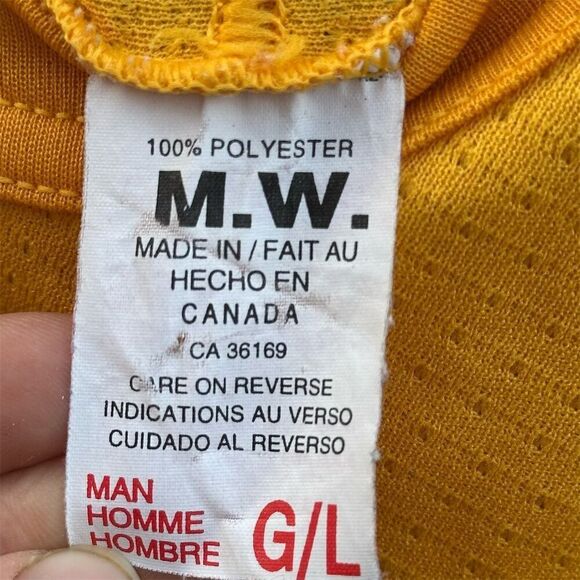 100% POLYESTER
M.W.
MADE IN / FAIT AU
HECHO EN
CANADA
CA 36169
CARE ON REVERSE
INDICATIONS AU VERSO
CUIDADO AL REVERSO
MAN
HOMME
HOMBRE G/L